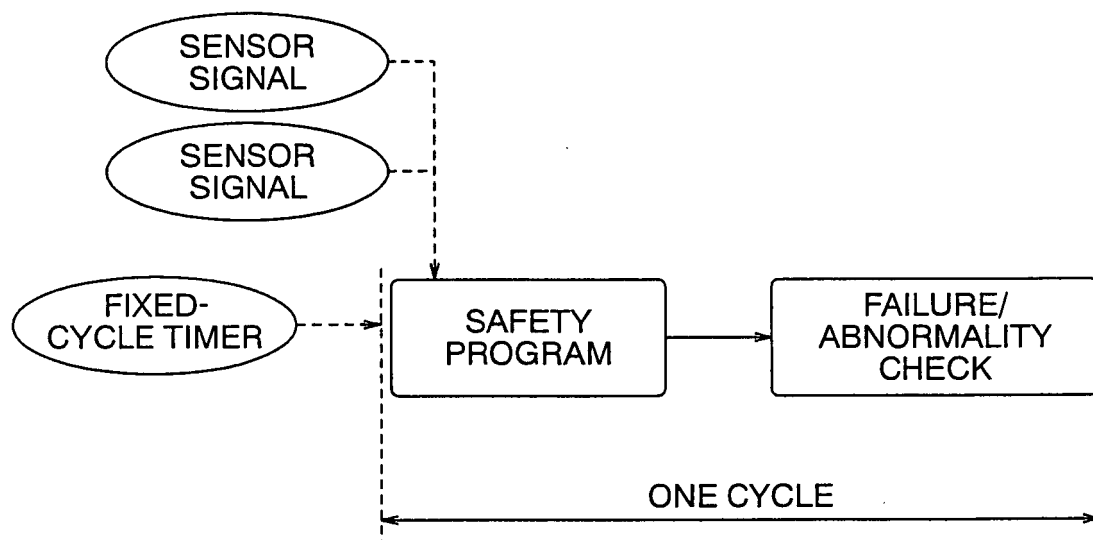 SENSOR
SIGNAL
SENSOR
SIGNAL
FIXED-
CYCLE TIMER
SAFETY
PROGRAM
FAILURE/
ABNORMALITY
CHECK
ONE CYCLE